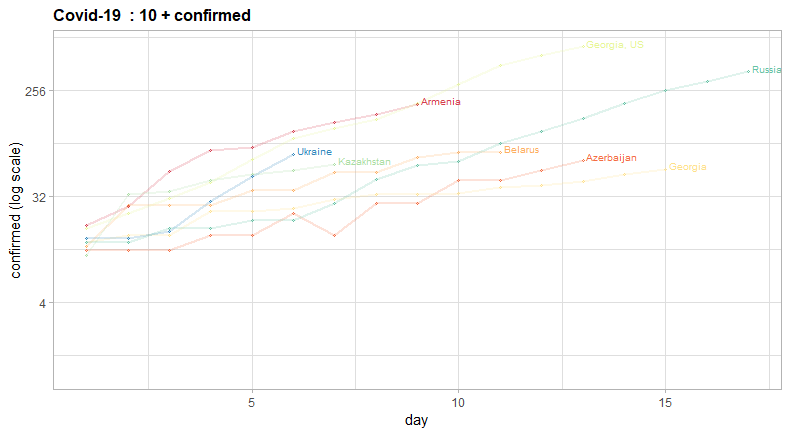 Covid-19 : 10 + confirmed
Georgia, US
Russia
256
Armenia
Ukraine
Belarus
Kazakhstan
Azerbaijan
Georgia
32
4
confirmed (log scale)
5
10
15
day